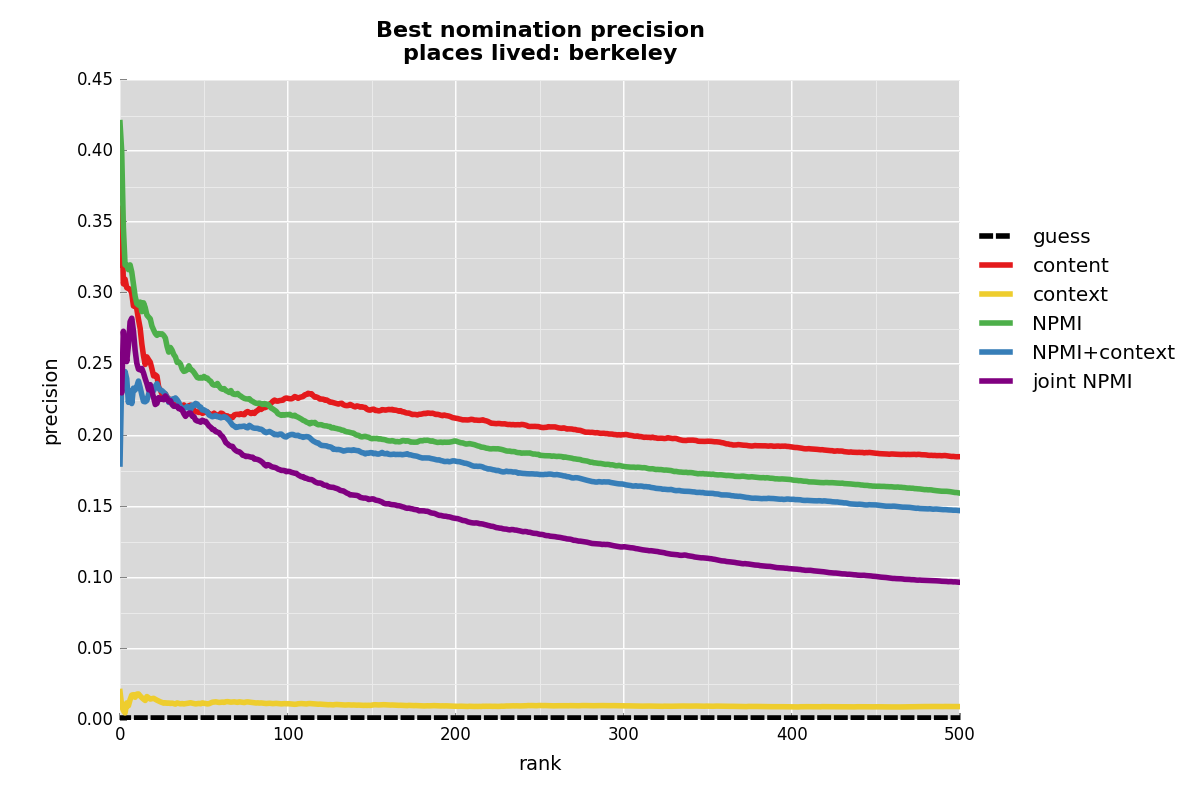 Best nomination precision
places lived: berkeley
precision
0.45
0.40
0.35
0.30
0.25
0.20
0.15
0.10
0.05
0.00
0
100
200
300
400
500
rank
guess
content
context
NPMI
NPMI+context
joint NPMI